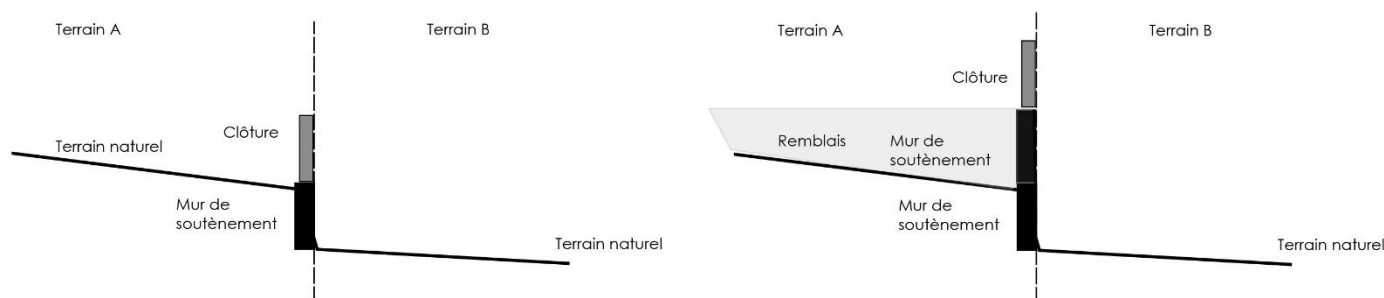 Terrain A
Terrain B
Clôture
Terrain naturel
Mur de
soutènement
Terrain naturel
Terrain A
Terrain B
Clôture
Remblais
Mur de
soutènement
Mur de
soutènement
Terrain naturel